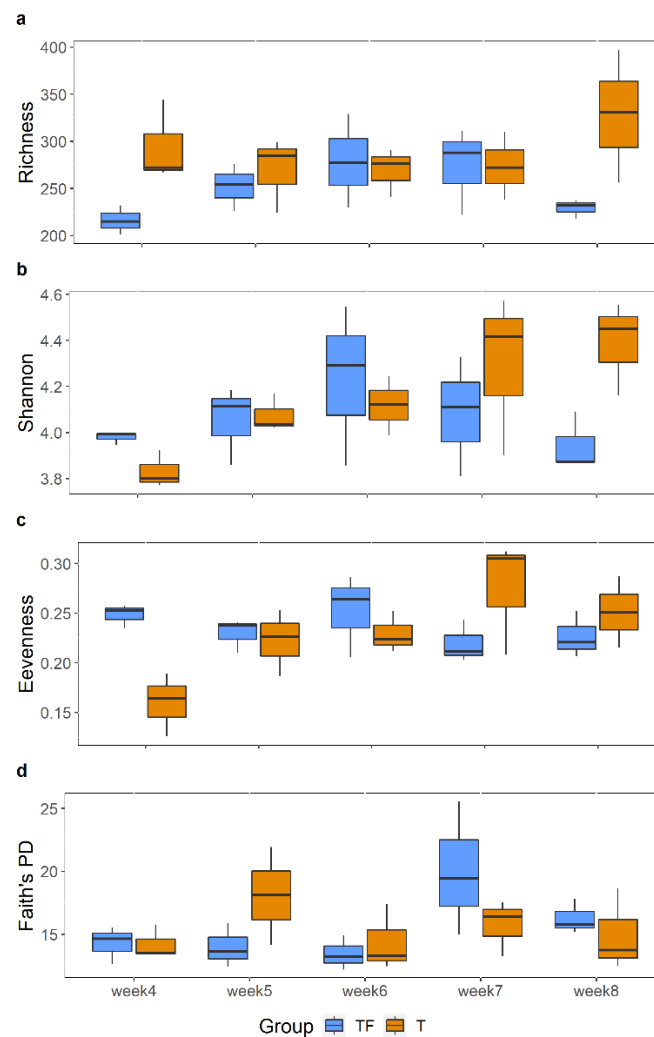 a
400
350
300
250
200
Richness
b
4.6
4.4
4.2
4.0
3.8
Shannon
c
0.30
0.25
0.20
0.15
Eevenness
d
25
20
15
Faith's PD
week4 week5 week6 week7 week8
Group TF T